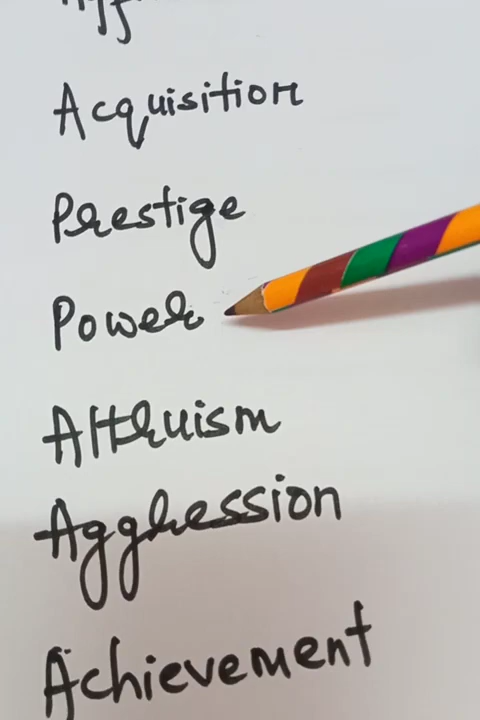 Acquisition
Prestige
Power
Altruism
Aggression
Achievement